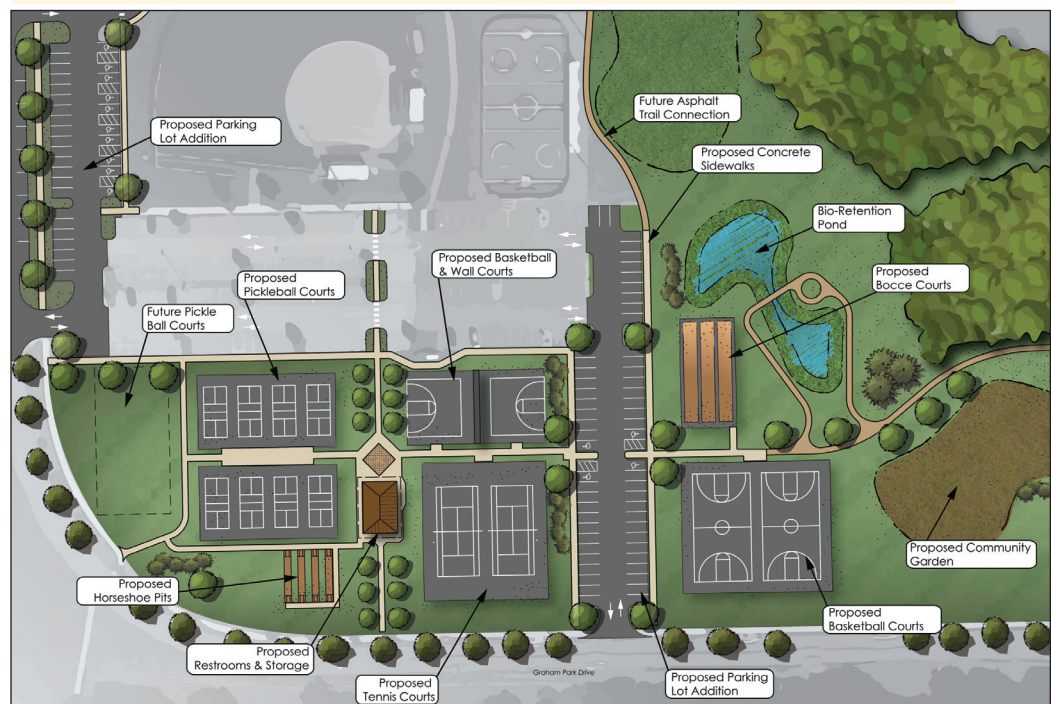 Future Asphalt
Trail Connection
Proposed Parking
Lot Addition
Proposed Concrete
Sidewalks
Bio-Retention
Pond
Proposed Basketball
& Wall Courts
Proposed
Bocce Courts
Proposed
Pickleball Courts
Future Pickle
Ball Courts
Proposed Community
Garden
Proposed
Horseshoe Pits
Proposed
Basketball Courts
Proposed
Restrooms & Storage
Graham Park Drive
Proposed
Tennis Courts
Proposed Parking
Lot Addition